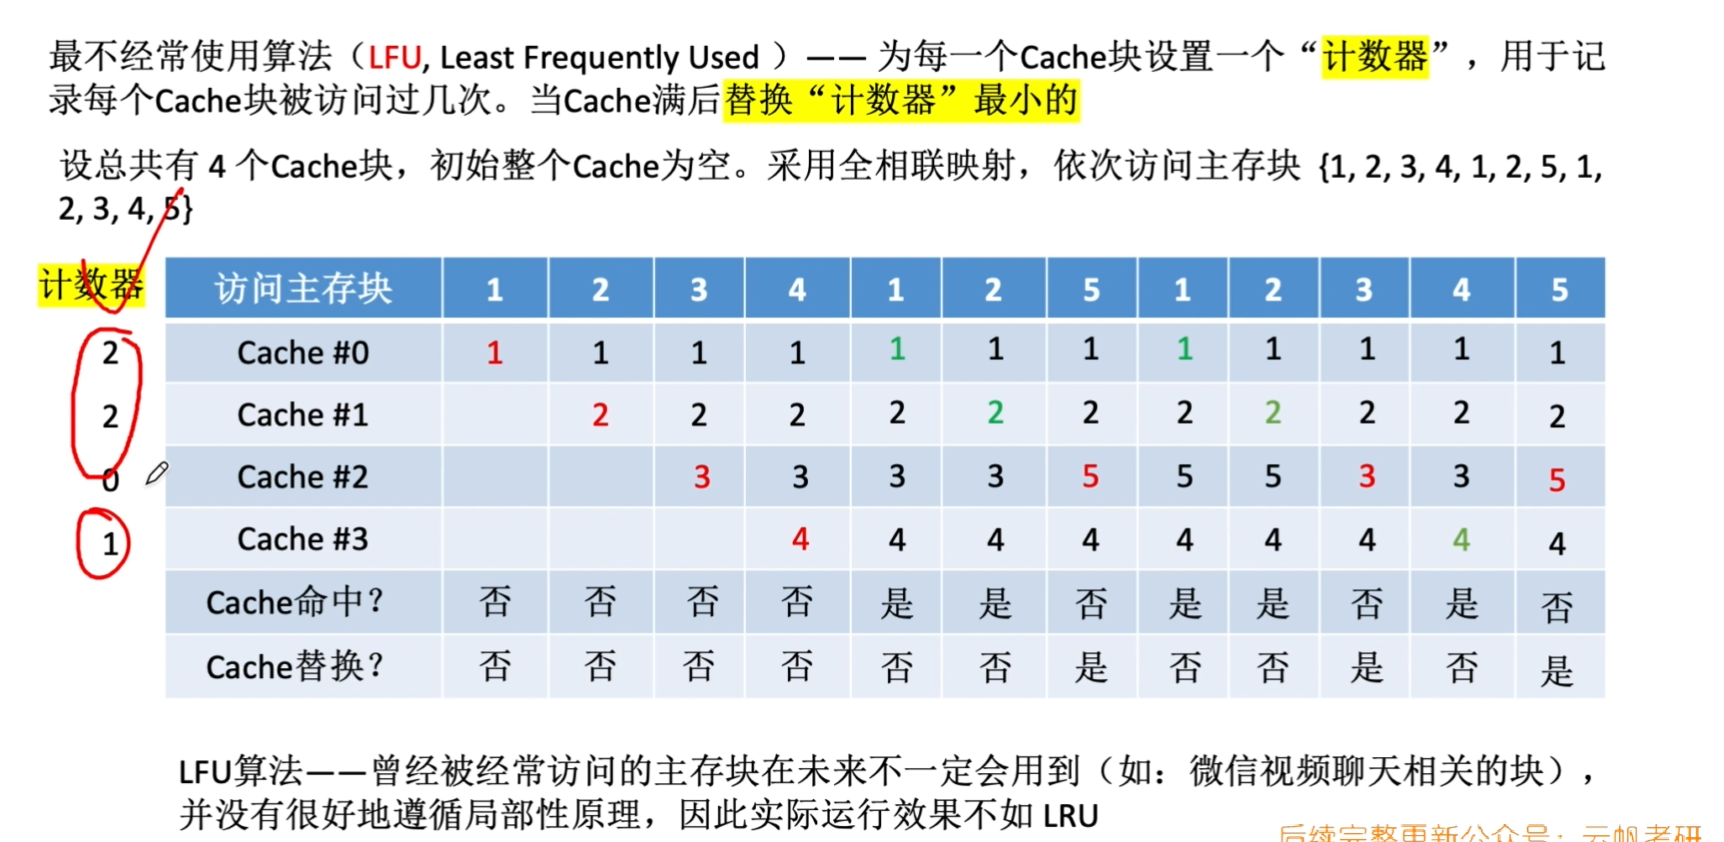 最不经常使用算法（LFU, Least Frequently Used ）—— 为每一个Cache块设置一个“计数器”，用于记
录每个Cache块被访问过几次。当Cache满后替换“计数器”最小的
设总共有 4 个Cache块，初始整个Cache为空。采用全相联映射，依次访问主存块 {1, 2, 3, 4, 1, 2, 5, 1,
2, 3, 4, 5}
计数器 访问主存块 1 2 3 4 1 2 5 1 2 3 4 5
2 Cache #0 1 1 1 1 1 1 1 1 1 1 1 1
2 Cache #1 2 2 2 2 2 2 2 2 2 2 2
0 Cache #2 3 3 3 3 5 5 5 3 3 5
1 Cache #3 4 4 4 4 4 4 4 4 4
Cache命中？ 否 否 否 否 是 是 否 是 是 否 是 否
Cache替换？ 否 否 否 否 否 否 是 否 否 是 否 是
LFU算法——曾经被经常访问的主存块在未来不一定会用到（如：微信视频聊天相关的块），
并没有很好地遵循局部性原理，因此实际运行效果不如 LRU
后续完整更新公众号：云帆考研